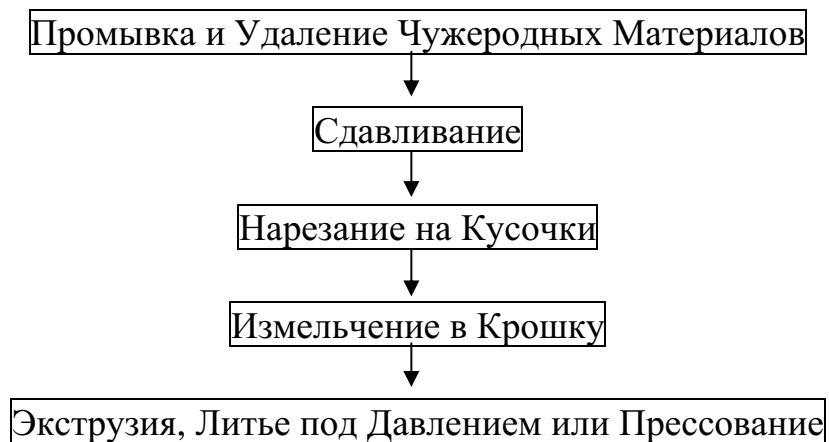 Промывка и Удаление Чужеродных Материалов
Сдавливание
Нарезание на Кусочки
Измельчение в Крошку
Экструзия, Литье под Давлением или Прессование